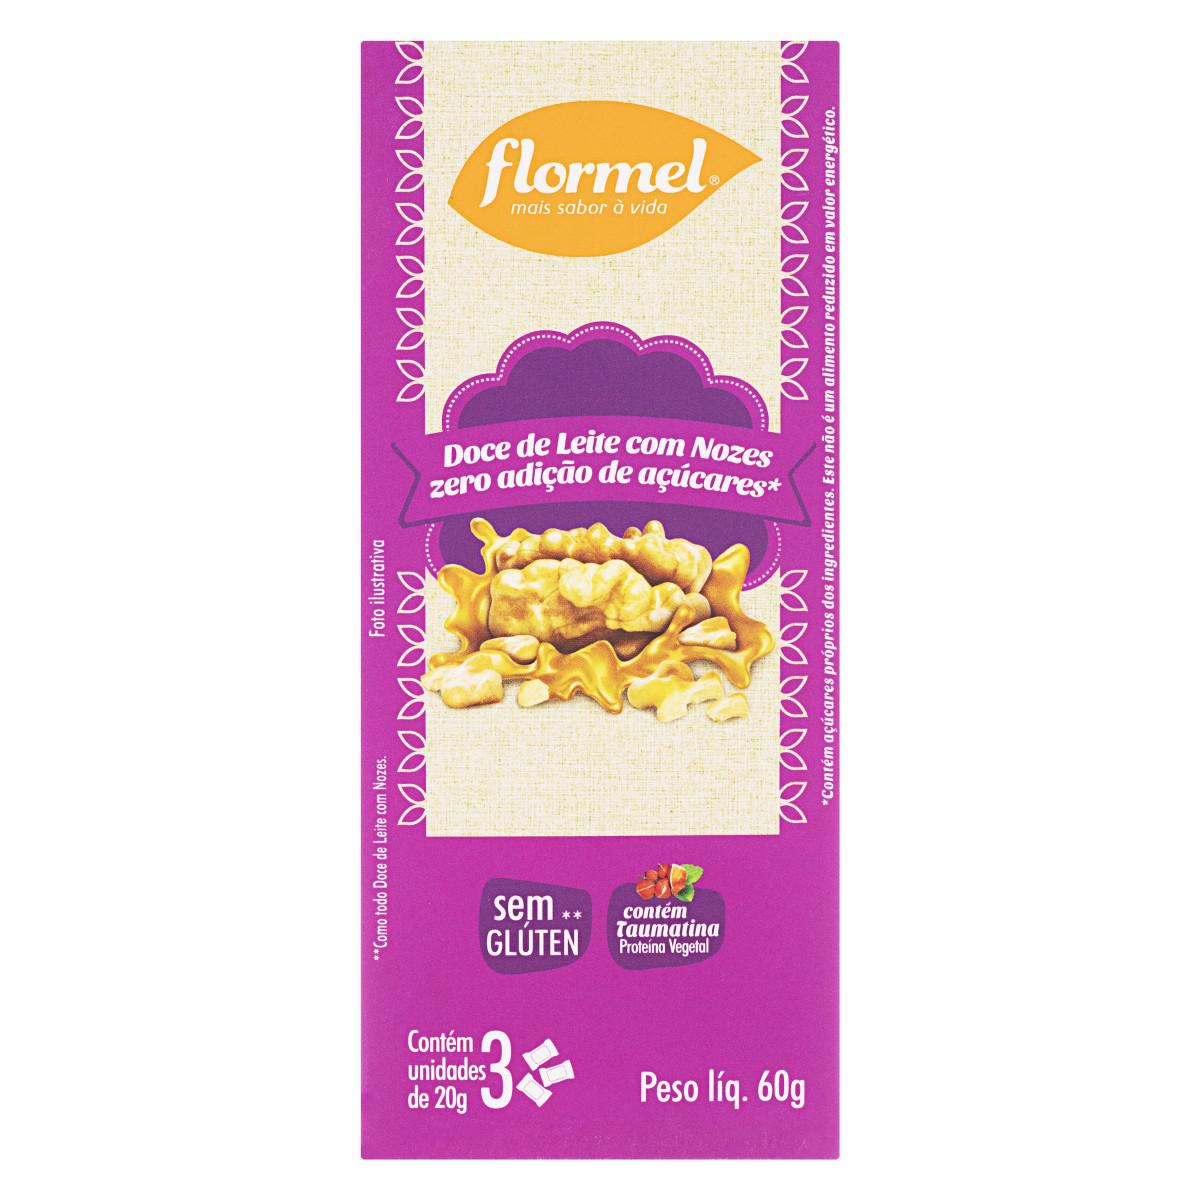 flormel®
mais sabor à vida
Doce de Leite com Nozes
zero adição de açúcares*
Foto ilustrativa
**Como todo Doce de Leite com Nozes.
*Contém açúcares próprios dos ingredientes. Este não é um alimento reduzido em valor energético.
sem **
GLÚTEN
contém
Taumatina
Proteína Vegetal
Contém 3
unidades
de 20g
Peso líq. 60g